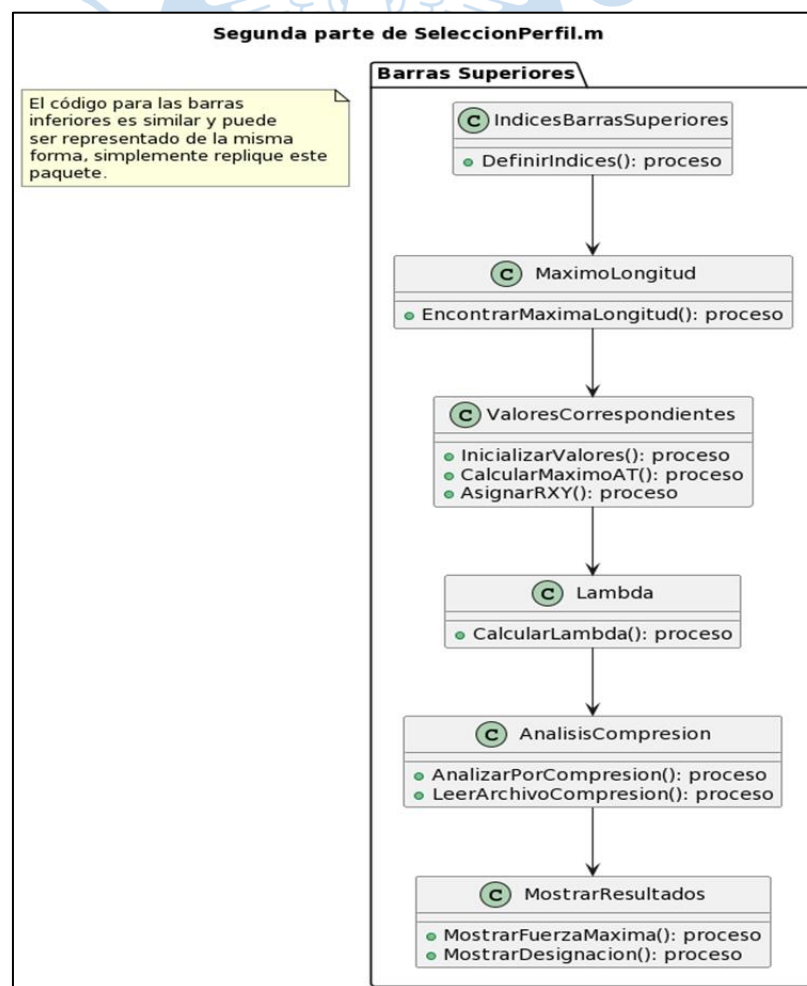 Segunda parte de SeleccionPerfil.m
El código para las barras
inferiores es similar y puede
ser representado de la misma
forma, simplemente replique este
paquete.
Barras Superiores
C IndicesBarrasSuperiores
DefinirIndices(): proceso
C MaximoLongitud
EncontrarMaximaLongitud(): proceso
C ValoresCorrespondientes
InicializarValores(): proceso
CalcularMaximoAT(): proceso
AsignarRXY(): proceso
C Lambda
CalcularLambda(): proceso
C AnalisisCompresion
AnalizarPorCompresion(): proceso
LeerArchivoCompresion(): proceso
C MostrarResultados
MostrarFuerzaMaxima(): proceso
MostrarDesignacion(): proceso